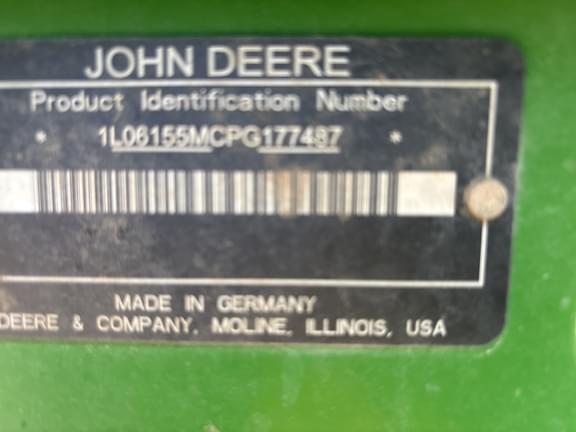 JOHN DEERE
Product Identification Number
* 1L06155MCPG177487 *
MADE IN GERMANY
DEERE & COMPANY, MOLINE, ILLINOIS, USA